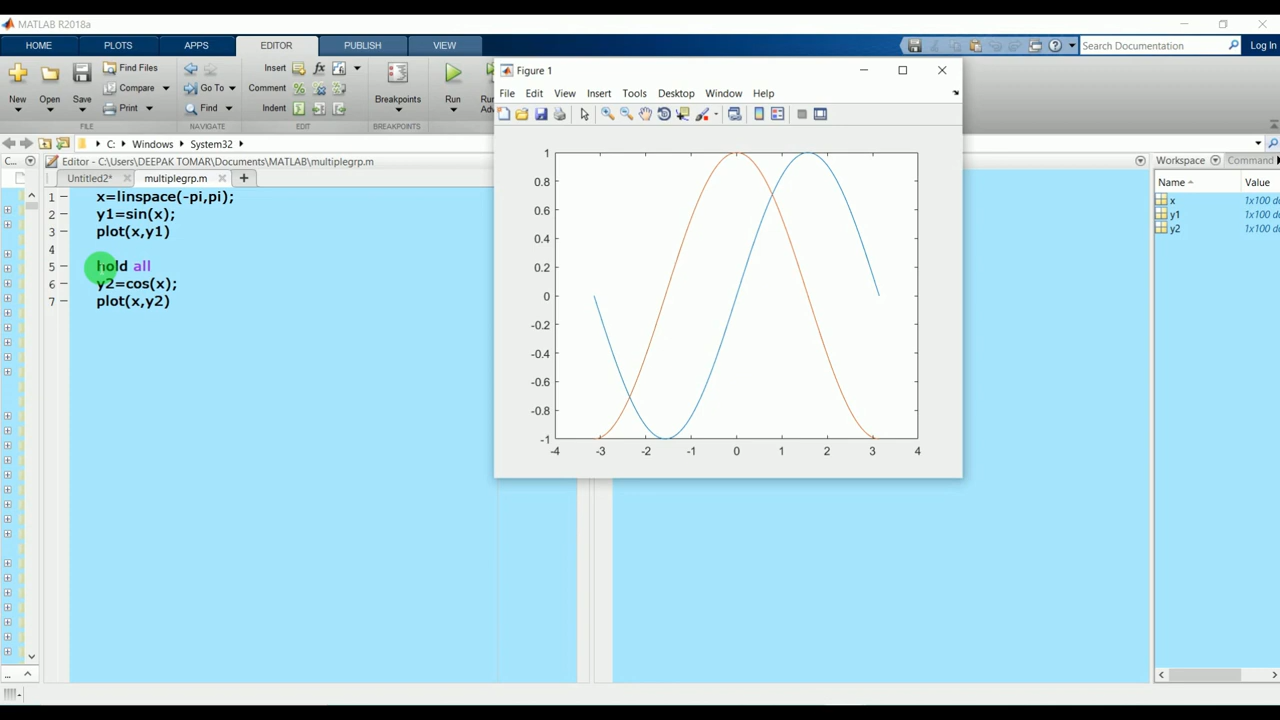 MATLAB R2018a
HOME PLOTS APPS EDITOR PUBLISH VIEW Search Documentation Log In
New Open Save Find Files Compare Print Go To Find Insert Comment Indent Breakpoints Run
FILE NAVIGATE EDIT BREAKPOINTS
C: Windows System32
Editor - C:\Users\DEEPAK TOMAR\Documents\MATLAB\multiplegrp.m
Untitled2* multiplegrp.m
1 x=linspace(-pi,pi);
2 y1=sin(x);
3 plot(x,y1)
4
5 hold all
6 y2=cos(x);
7 plot(x,y2)
Figure 1
File Edit View Insert Tools Desktop Window Help
1
0.8
0.6
0.4
0.2
0
-0.2
-0.4
-0.6
-0.8
-1
-4 -3 -2 -1 0 1 2 3 4
Workspace Command
Name Value
x 1x100 do
y1 1x100 do
y2 1x100 do